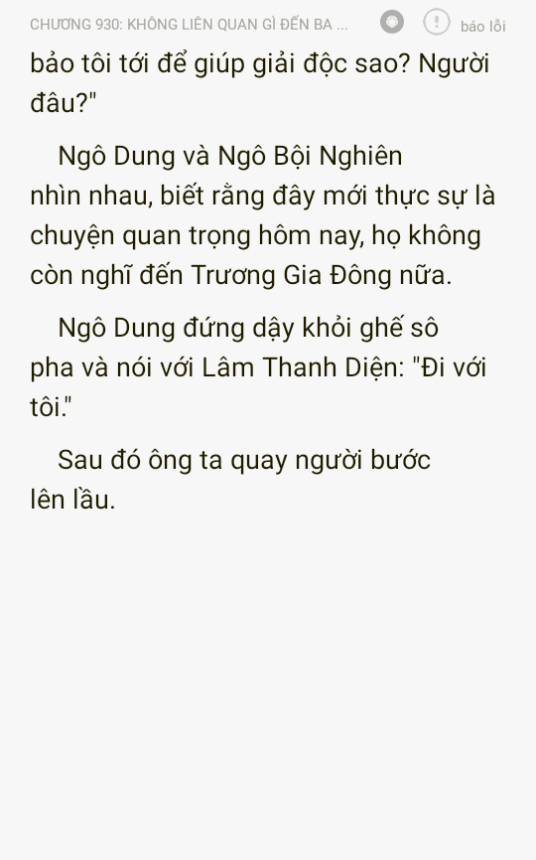 CHƯƠNG 930: KHÔNG LIÊN QUAN GÌ ĐẾN BA ...
báo lỗi
bảo tôi tới để giúp giải độc sao? Người
đâu?"
Ngô Dung và Ngô Bội Nghiên
nhìn nhau, biết rằng đây mới thực sự là
chuyện quan trọng hôm nay, họ không
còn nghĩ đến Trương Gia Đông nữa.
Ngô Dung đứng dậy khỏi ghế sô
pha và nói với Lâm Thanh Diện: "Đi với
tôi."
Sau đó ông ta quay người bước
lên lầu.